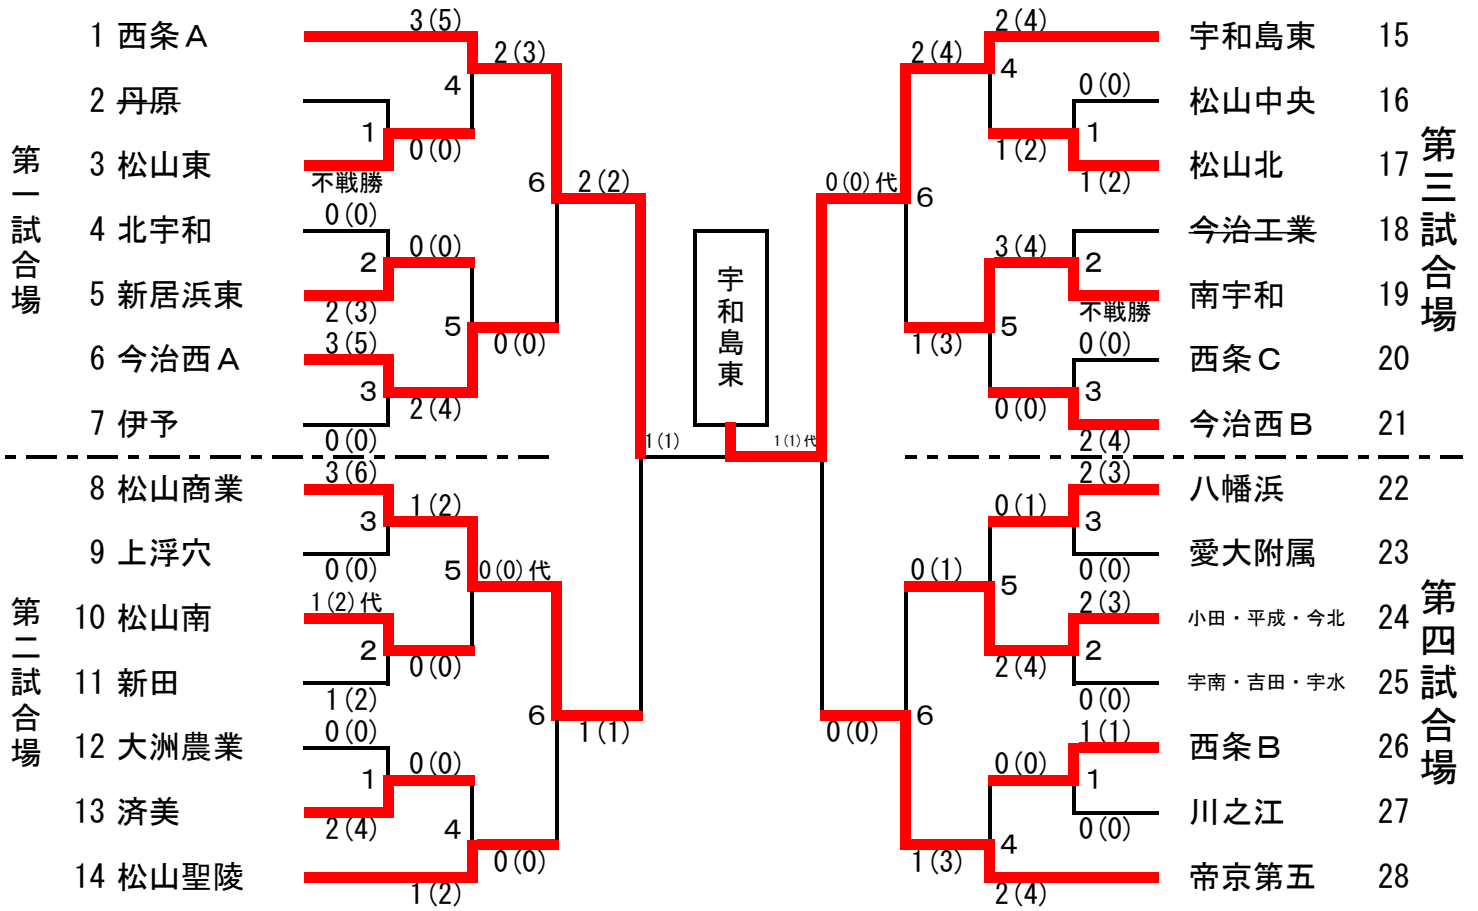 第一試合場
1 西条A
2 丹原
3 松山東
4 北宇和
5 新居浜東
6 今治西A
7 伊予
3(5)
2(3)
4
1
0(0)
不戦勝
6
2(2)
0(0)
0(0)
2
2(3)
5
0(0)
3(5)
3
2(4)
0(0)
第二試合場
8 松山商業
9 上浮穴
10 松山南
11 新田
12 大洲農業
13 済美
14 松山聖陵
3(6)
1(2)
3
0(0)
5
0(0)代
1(2)代
2
0(0)
1(2)
6
1(1)
0(0)
0(0)
1
2(4)
4
0(0)
1(2)
1(1)
宇和島東
1(1)代
第三試合場
宇和島東 15
松山中央 16
松山北 17
今治工業 18
南宇和 19
西条C 20
今治西B 21
2(4)
2(4)
4
0(0)
1
1(2)
1(2)
0(0)代
6
3(4)
2
不戦勝
1(3)
5
0(0)
3
0(0)
2(4)
第四試合場
八幡浜 22
愛大附属 23
小田・平成・今北 24
宇南・吉田・宇水 25
西条B 26
川之江 27
帝京第五 28
2(3)
0(1)
3
0(0)
0(1)
5
2(3)
2
2(4)
0(0)
0(0)
6
1(1)
0(0)
1
0(0)
4
1(3)
2(4)